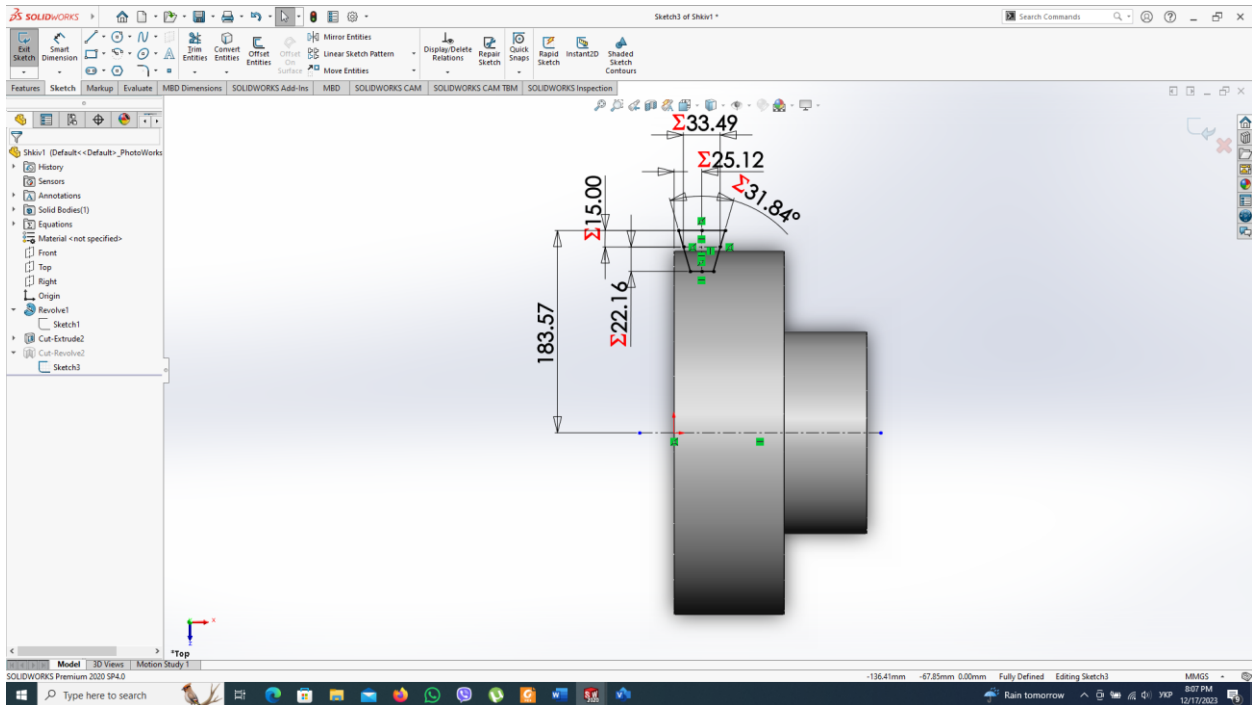 SOLIDWORKS
Sketch3 of Shkiv1 *
Search Commands
Exit Sketch
Smart Dimension
Trim Entities
Convert Entities
Offset Entities
Offset On Surface
Mirror Entities
Linear Sketch Pattern
Move Entities
Display/Delete Relations
Repair Sketch
Quick Snaps
Rapid Sketch
Instant2D
Shaded Sketch Contours
Features
Sketch
Markup
Evaluate
MBD Dimensions
SOLIDWORKS Add-Ins
MBD
SOLIDWORKS CAM
SOLIDWORKS CAM TBM
SOLIDWORKS Inspection
Shkiv1 (Default<<Default>_PhotoWorks
History
Sensors
Annotations
Solid Bodies(1)
Equations
Material <not specified>
Front
Top
Right
Origin
Revolve1
Sketch1
Cut-Extrude2
Cut-Revolve2
Sketch3
Σ33.49
Σ25.12
Σ31.84°
Σ15.00
Σ22.16
183.57
x
z
*Top
Model
3D Views
Motion Study 1
SOLIDWORKS Premium 2020 SP4.0
-136.41mm
-67.85mm
0.00mm
Fully Defined
Editing Sketch3
MMGS
Type here to search
Rain tomorrow
УКР
8:07 PM
12/17/2023